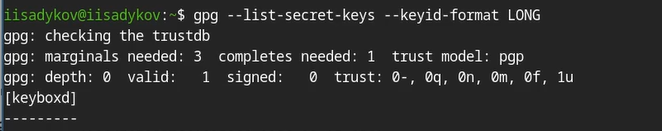 iisadykov@iisadykov:~$ gpg --list-secret-keys --keyid-format LONG
gpg: checking the trustdb
gpg: marginals needed: 3  completes needed: 1  trust model: pgp
gpg: depth: 0  valid:   1  signed:   0  trust: 0-, 0q, 0n, 0m, 0f, 1u
[keyboxd]
---------